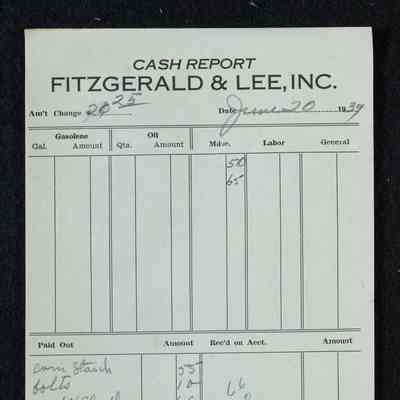 CASH REPORT
FITZGERALD & LEE, INC.
Am't Change 20 25 Date June 20 1939
Gasolene Oil
Gal. Amount Qts. Amount Mdse. Labor General
50
65
Paid Out Amount Rec'd on Acct. Amount
corn Starch 55
bolts 10 66